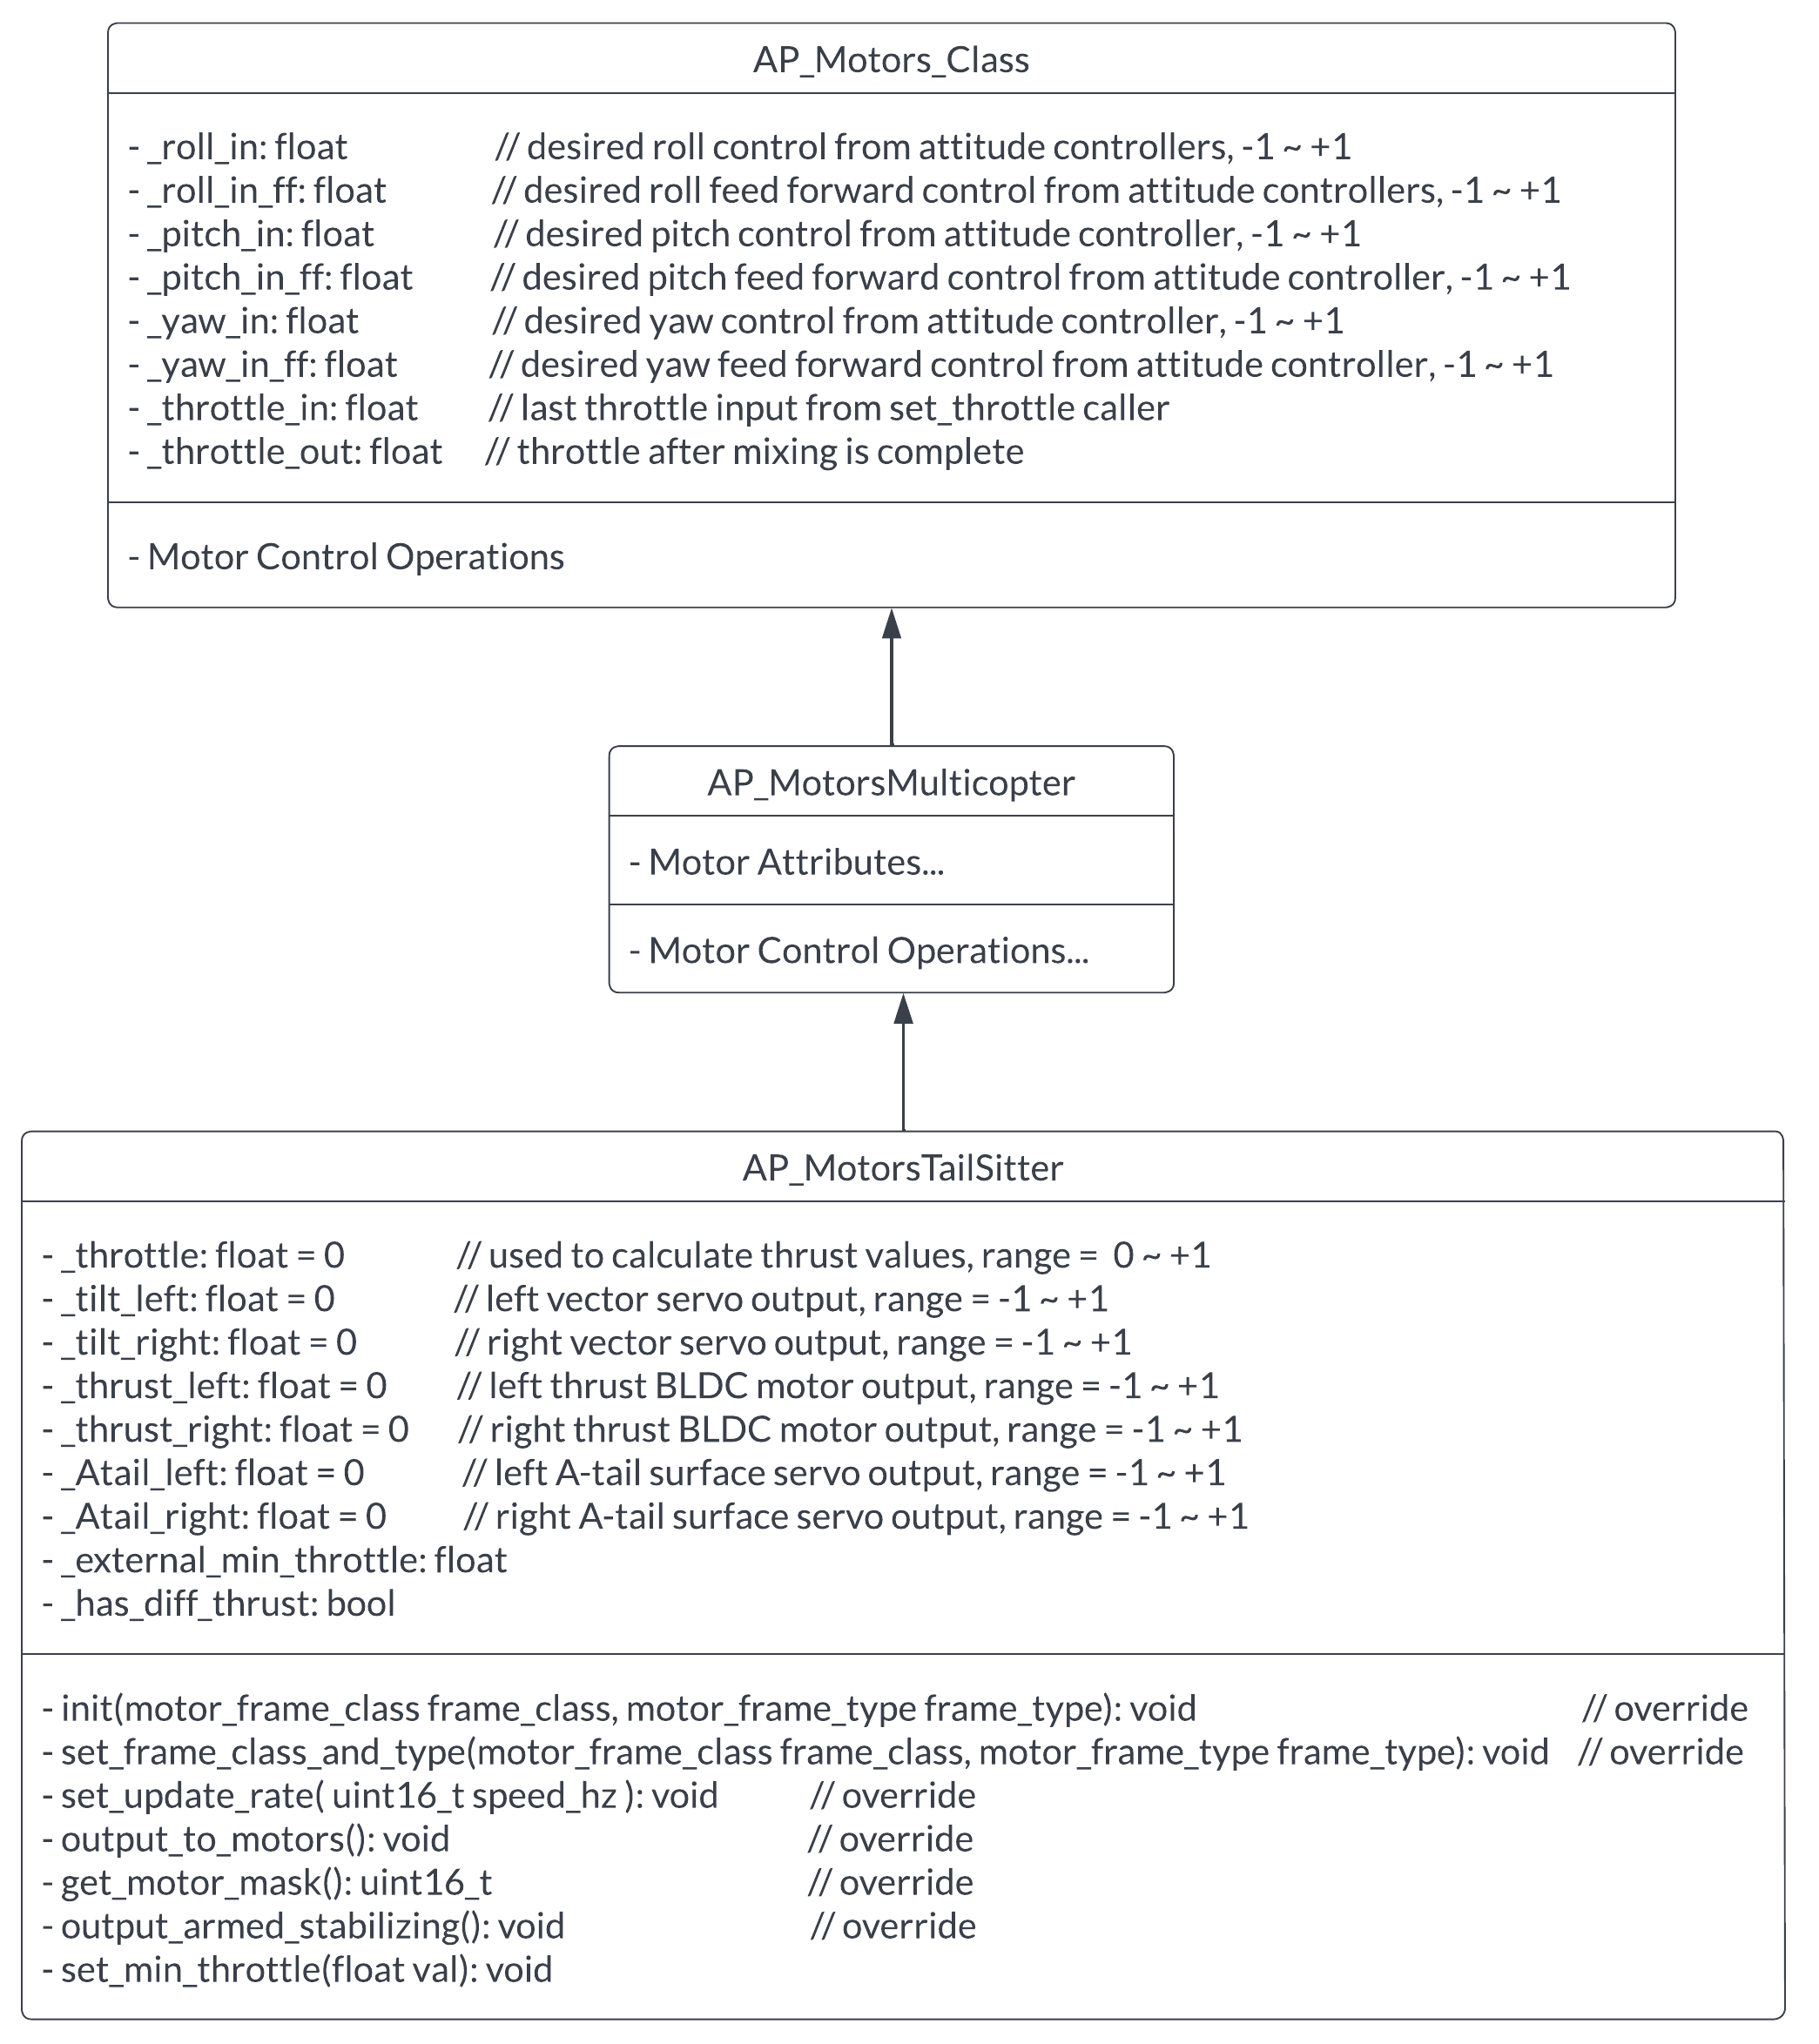 AP_Motors_Class
- _roll_in: float // desired roll control from attitude controllers, -1 ~ +1
- _roll_in_ff: float // desired roll feed forward control from attitude controllers, -1 ~ +1
- _pitch_in: float // desired pitch control from attitude controller, -1 ~ +1
- _pitch_in_ff: float // desired pitch feed forward control from attitude controller, -1 ~ +1
- _yaw_in: float // desired yaw control from attitude controller, -1 ~ +1
- _yaw_in_ff: float // desired yaw feed forward control from attitude controller, -1 ~ +1
- _throttle_in: float // last throttle input from set_throttle caller
- _throttle_out: float // throttle after mixing is complete
- Motor Control Operations
AP_MotorsMulticopter
- Motor Attributes...
- Motor Control Operations...
AP_MotorsTailSitter
- _throttle: float = 0 // used to calculate thrust values, range = 0 ~ +1
- _tilt_left: float = 0 // left vector servo output, range = -1 ~ +1
- _tilt_right: float = 0 // right vector servo output, range = -1 ~ +1
- _thrust_left: float = 0 // left thrust BLDC motor output, range = -1 ~ +1
- _thrust_right: float = 0 // right thrust BLDC motor output, range = -1 ~ +1
- _Atail_left: float = 0 // left A-tail surface servo output, range = -1 ~ +1
- _Atail_right: float = 0 // right A-tail surface servo output, range = -1 ~ +1
- _external_min_throttle: float
- _has_diff_thrust: bool
- init(motor_frame_class frame_class, motor_frame_type frame_type): void // override
- set_frame_class_and_type(motor_frame_class frame_class, motor_frame_type frame_type): void // override
- set_update_rate( uint16_t speed_hz ): void // override
- output_to_motors(): void // override
- get_motor_mask(): uint16_t // override
- output_armed_stabilizing(): void // override
- set_min_throttle(float val): void